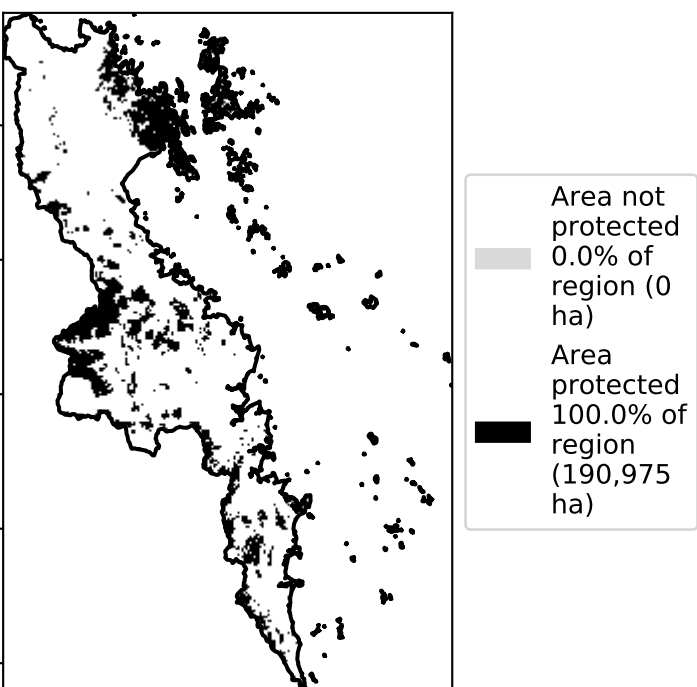 Area not
protected
0.0% of
region (0
ha)
Area
protected
100.0% of
region
(190,975
ha)